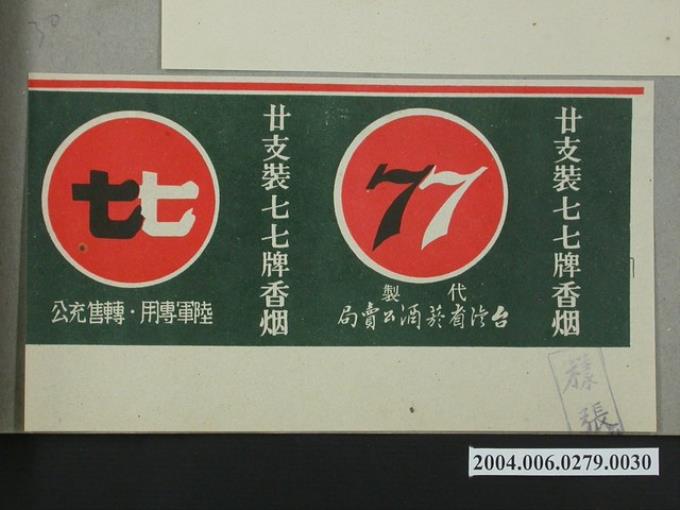 七七
陸軍專用・轉售充公
廿支裝七七牌香烟
77
代製
台灣省菸酒公賣局
廿支裝七七牌香烟
樣張
2004.006.0279.0030